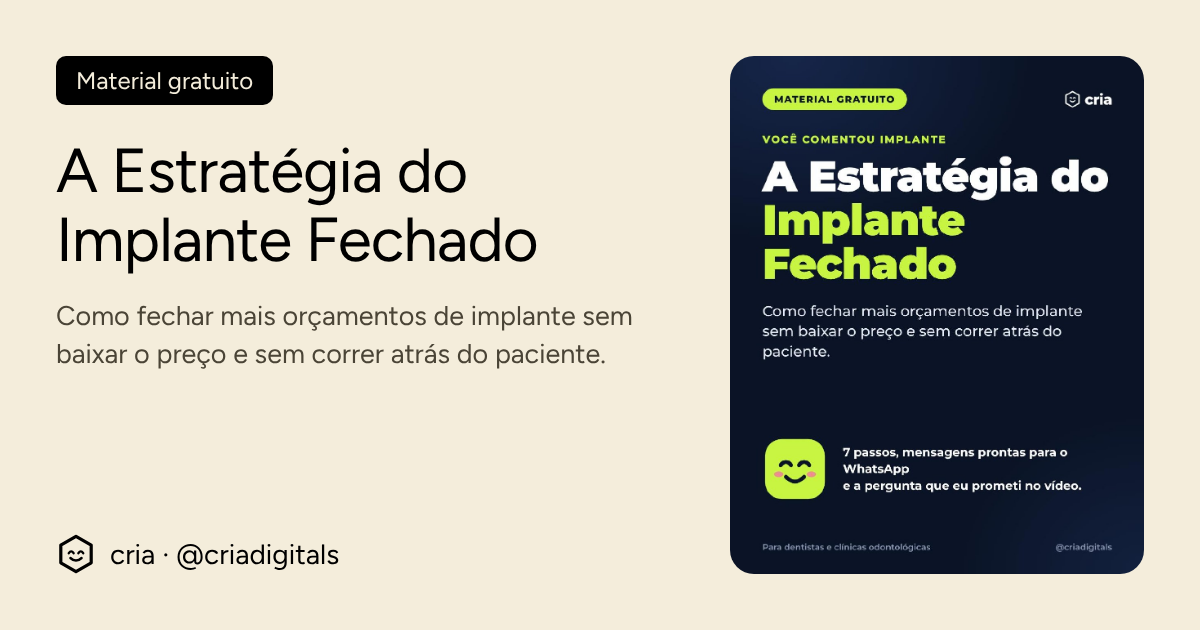 Material gratuito
A Estratégia do
Implante Fechado
Como fechar mais orçamentos de implante sem
baixar o preço e sem correr atrás do paciente.
cria · @criadigitals
MATERIAL GRATUITO
cria
VOCÊ COMENTOU IMPLANTE
A Estratégia do
Implante
Fechado
Como fechar mais orçamentos de implante
sem baixar o preço e sem correr atrás do
paciente.
7 passos, mensagens prontas para o
WhatsApp
e a pergunta que eu prometi no vídeo.
Para dentistas e clínicas odontológicas
@criadigitals